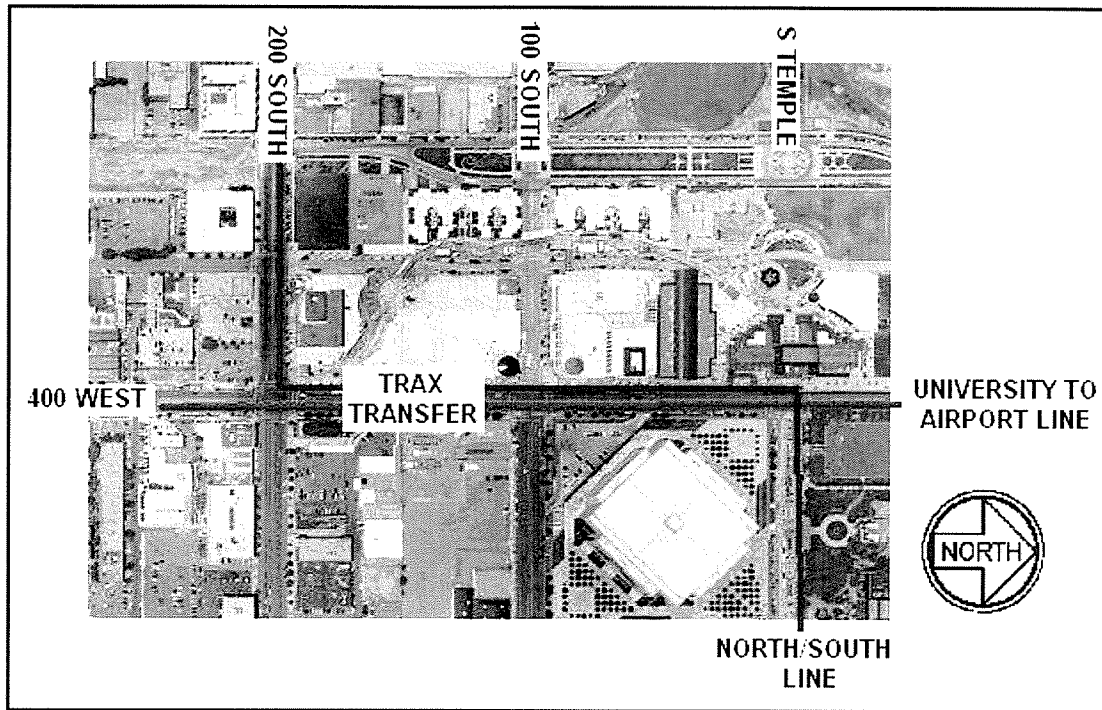 200 SOUTH
100 SOUTH
S TEMPLE
400 WEST
TRAX
TRANSFER
UNIVERSITY TO
AIRPORT LINE
NORTH
NORTH/SOUTH
LINE